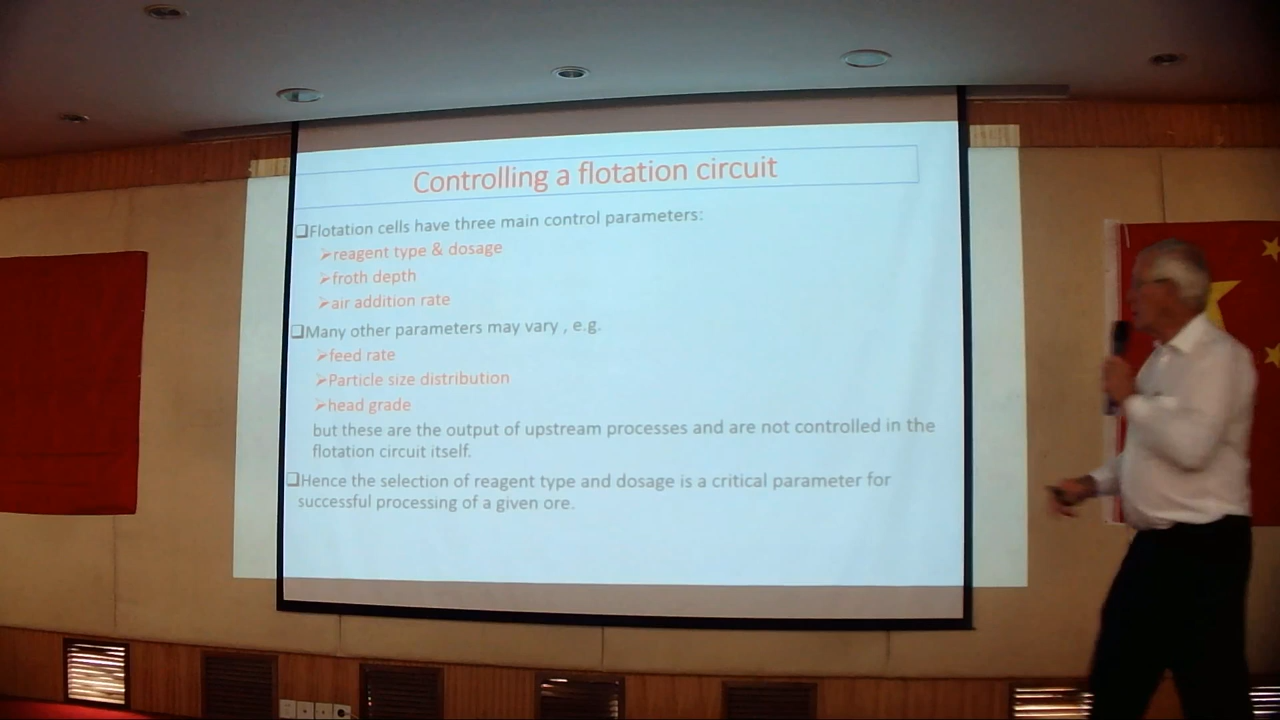 Controlling a flotation circuit
❑Flotation cells have three main control parameters:
➢reagent type & dosage
➢froth depth
➢air addition rate
❑Many other parameters may vary , e.g.
➢feed rate
➢Particle size distribution
➢head grade
but these are the output of upstream processes and are not controlled in the
flotation circuit itself.
❑Hence the selection of reagent type and dosage is a critical parameter for
successful processing of a given ore.